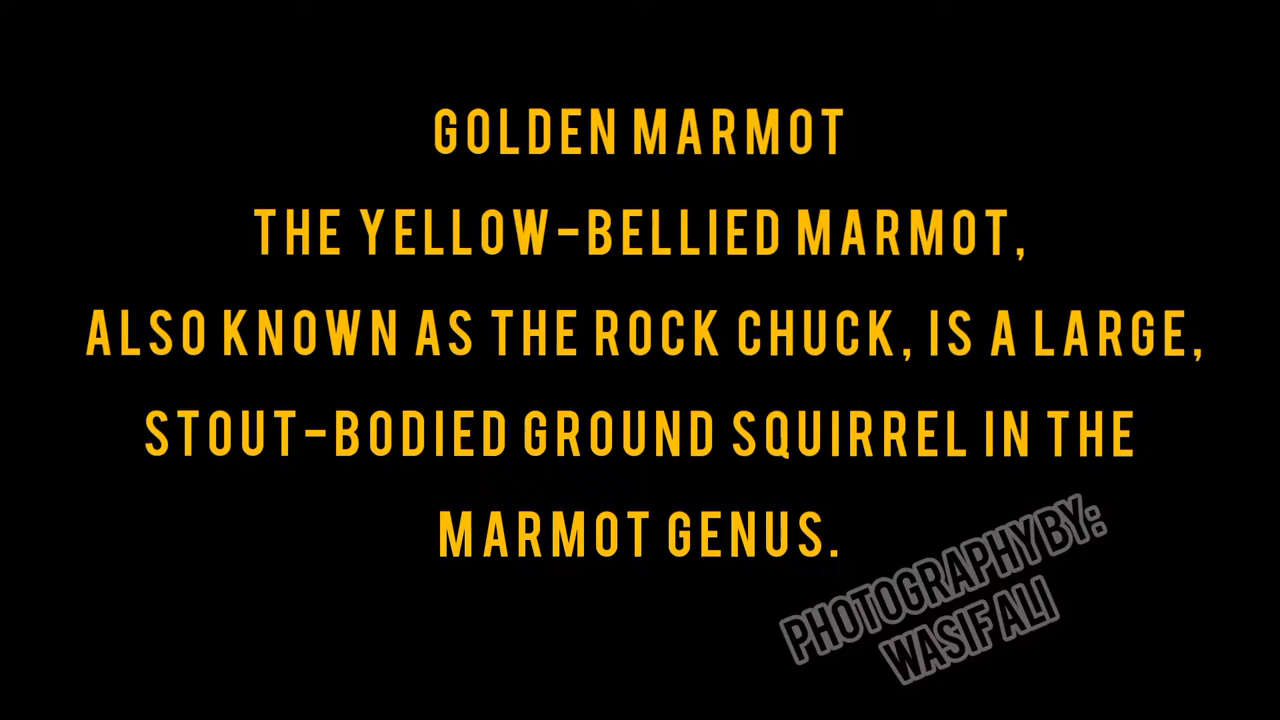 GOLDEN MARMOT
THE YELLOW-BELLIED MARMOT,
ALSO KNOWN AS THE ROCK CHUCK, IS A LARGE,
STOUT-BODIED GROUND SQUIRREL IN THE
MARMOT GENUS.
PHOTOGRAPHY BY:
WASIF ALI